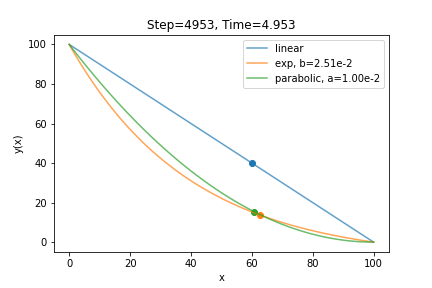 Step=4953, Time=4.953
linear
exp, b=2.51e-2
parabolic, a=1.00e-2
y(x)
100
80
60
40
20
0
0 20 40 60 80 100
x